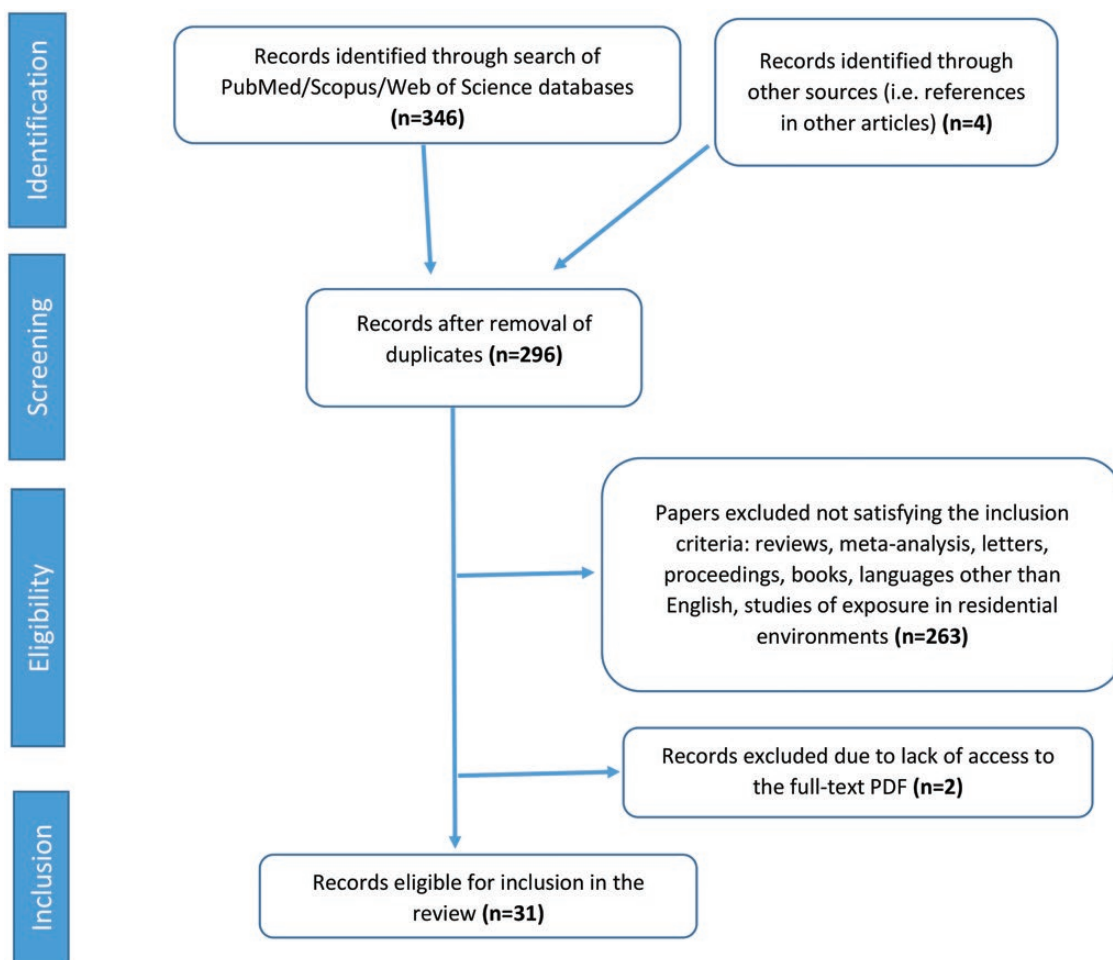 Identification
Records identified through search of
PubMed/Scopus/Web of Science databases
(n=346)
Records identified through
other sources (i.e. references
in other articles) (n=4)
Screening
Records after removal of
duplicates (n=296)
Eligibility
Papers excluded not satisfying the inclusion
criteria: reviews, meta-analysis, letters,
proceedings, books, languages other than
English, studies of exposure in residential
environments (n=263)
Records excluded due to lack of access to
the full-text PDF (n=2)
Inclusion
Records eligible for inclusion in the
review (n=31)